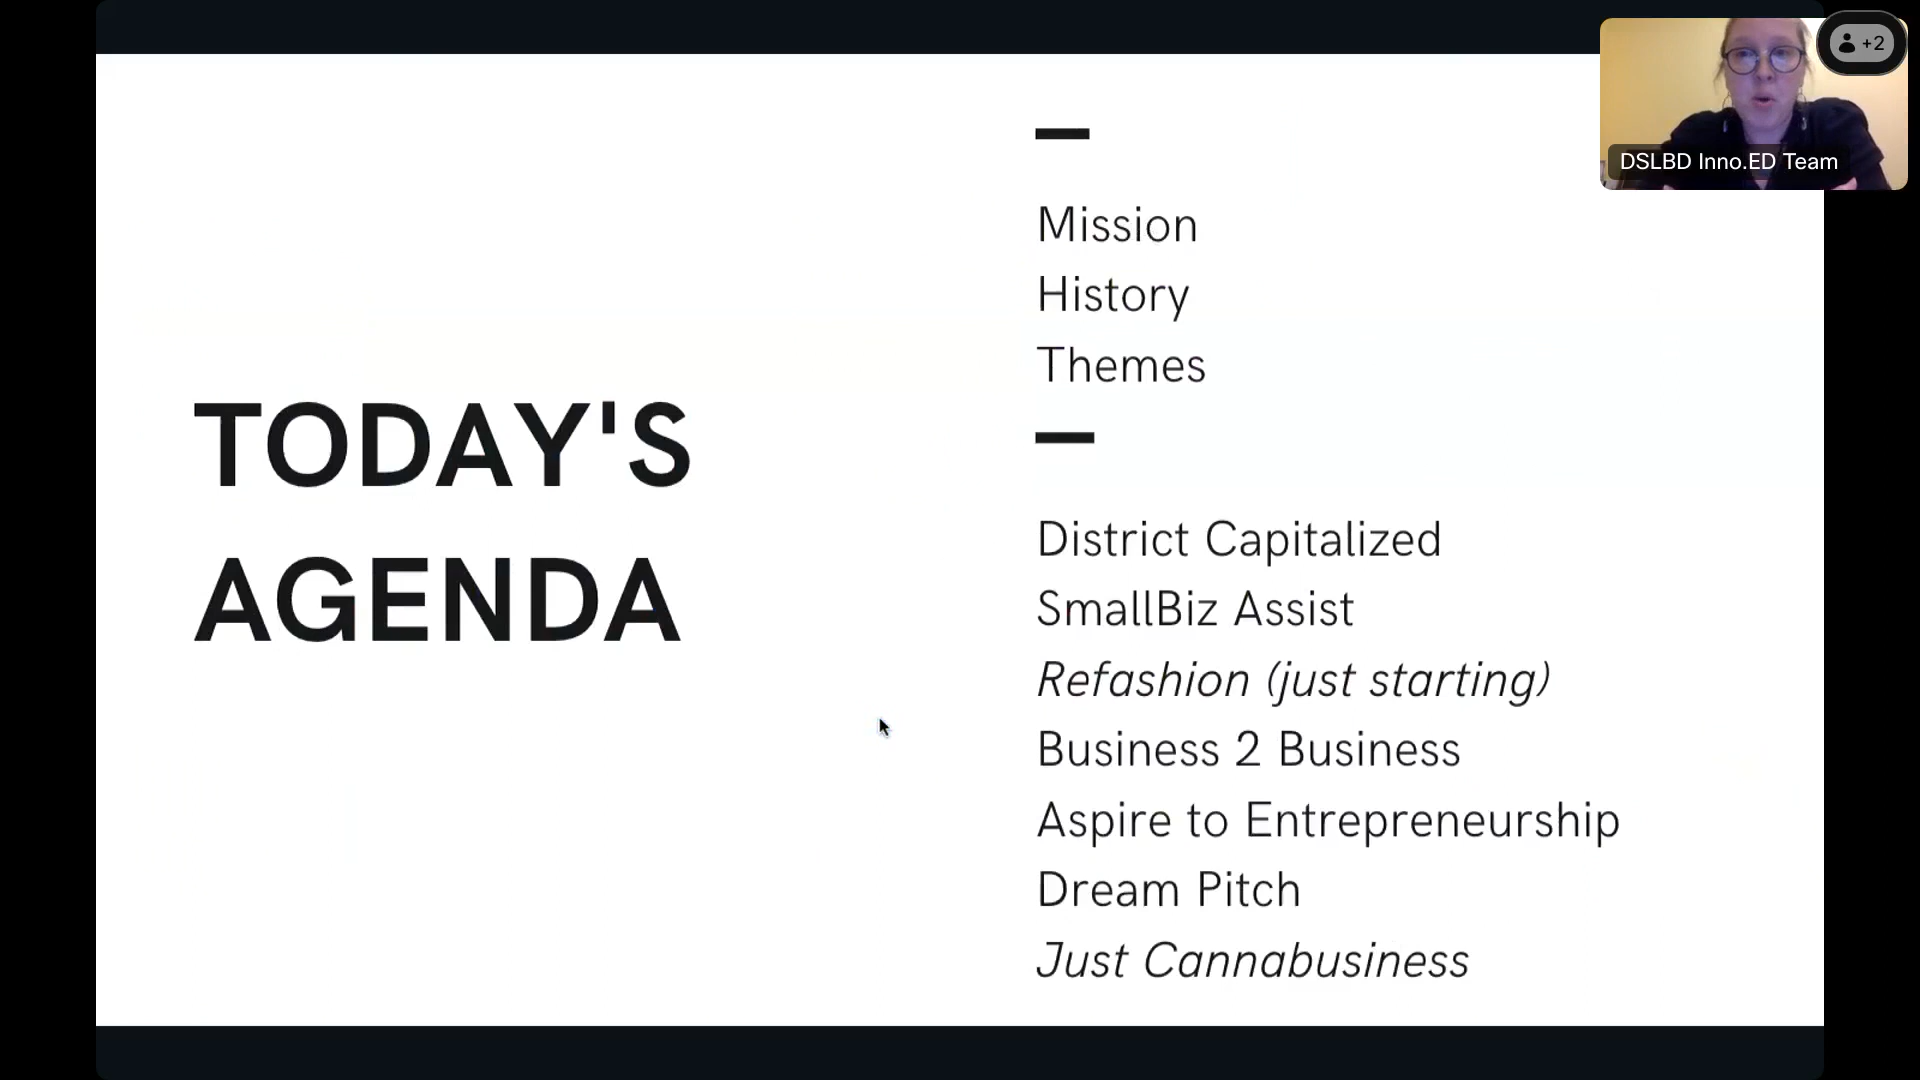 TODAY'S
AGENDA
Mission
History
Themes
District Capitalized
SmallBiz Assist
Refashion (just starting)
Business 2 Business
Aspire to Entrepreneurship
Dream Pitch
Just Cannabusiness
+2
DSLBD Inno.ED Team